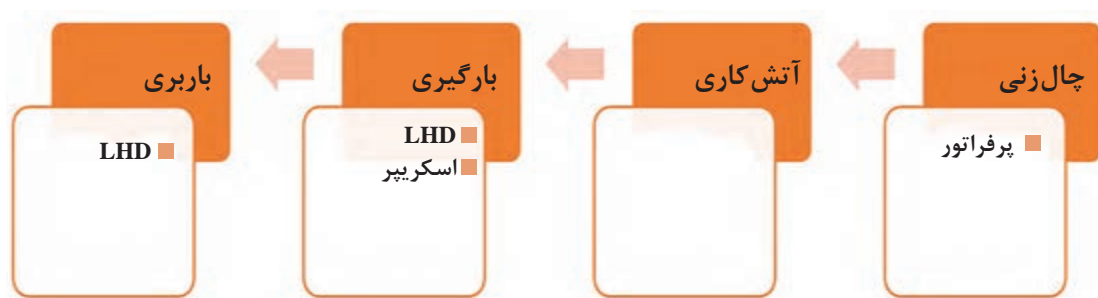 چال‌زنی
پرفراتور
آتش‌کاری
بارگیری
LHD
اسکریپر
باربری
LHD